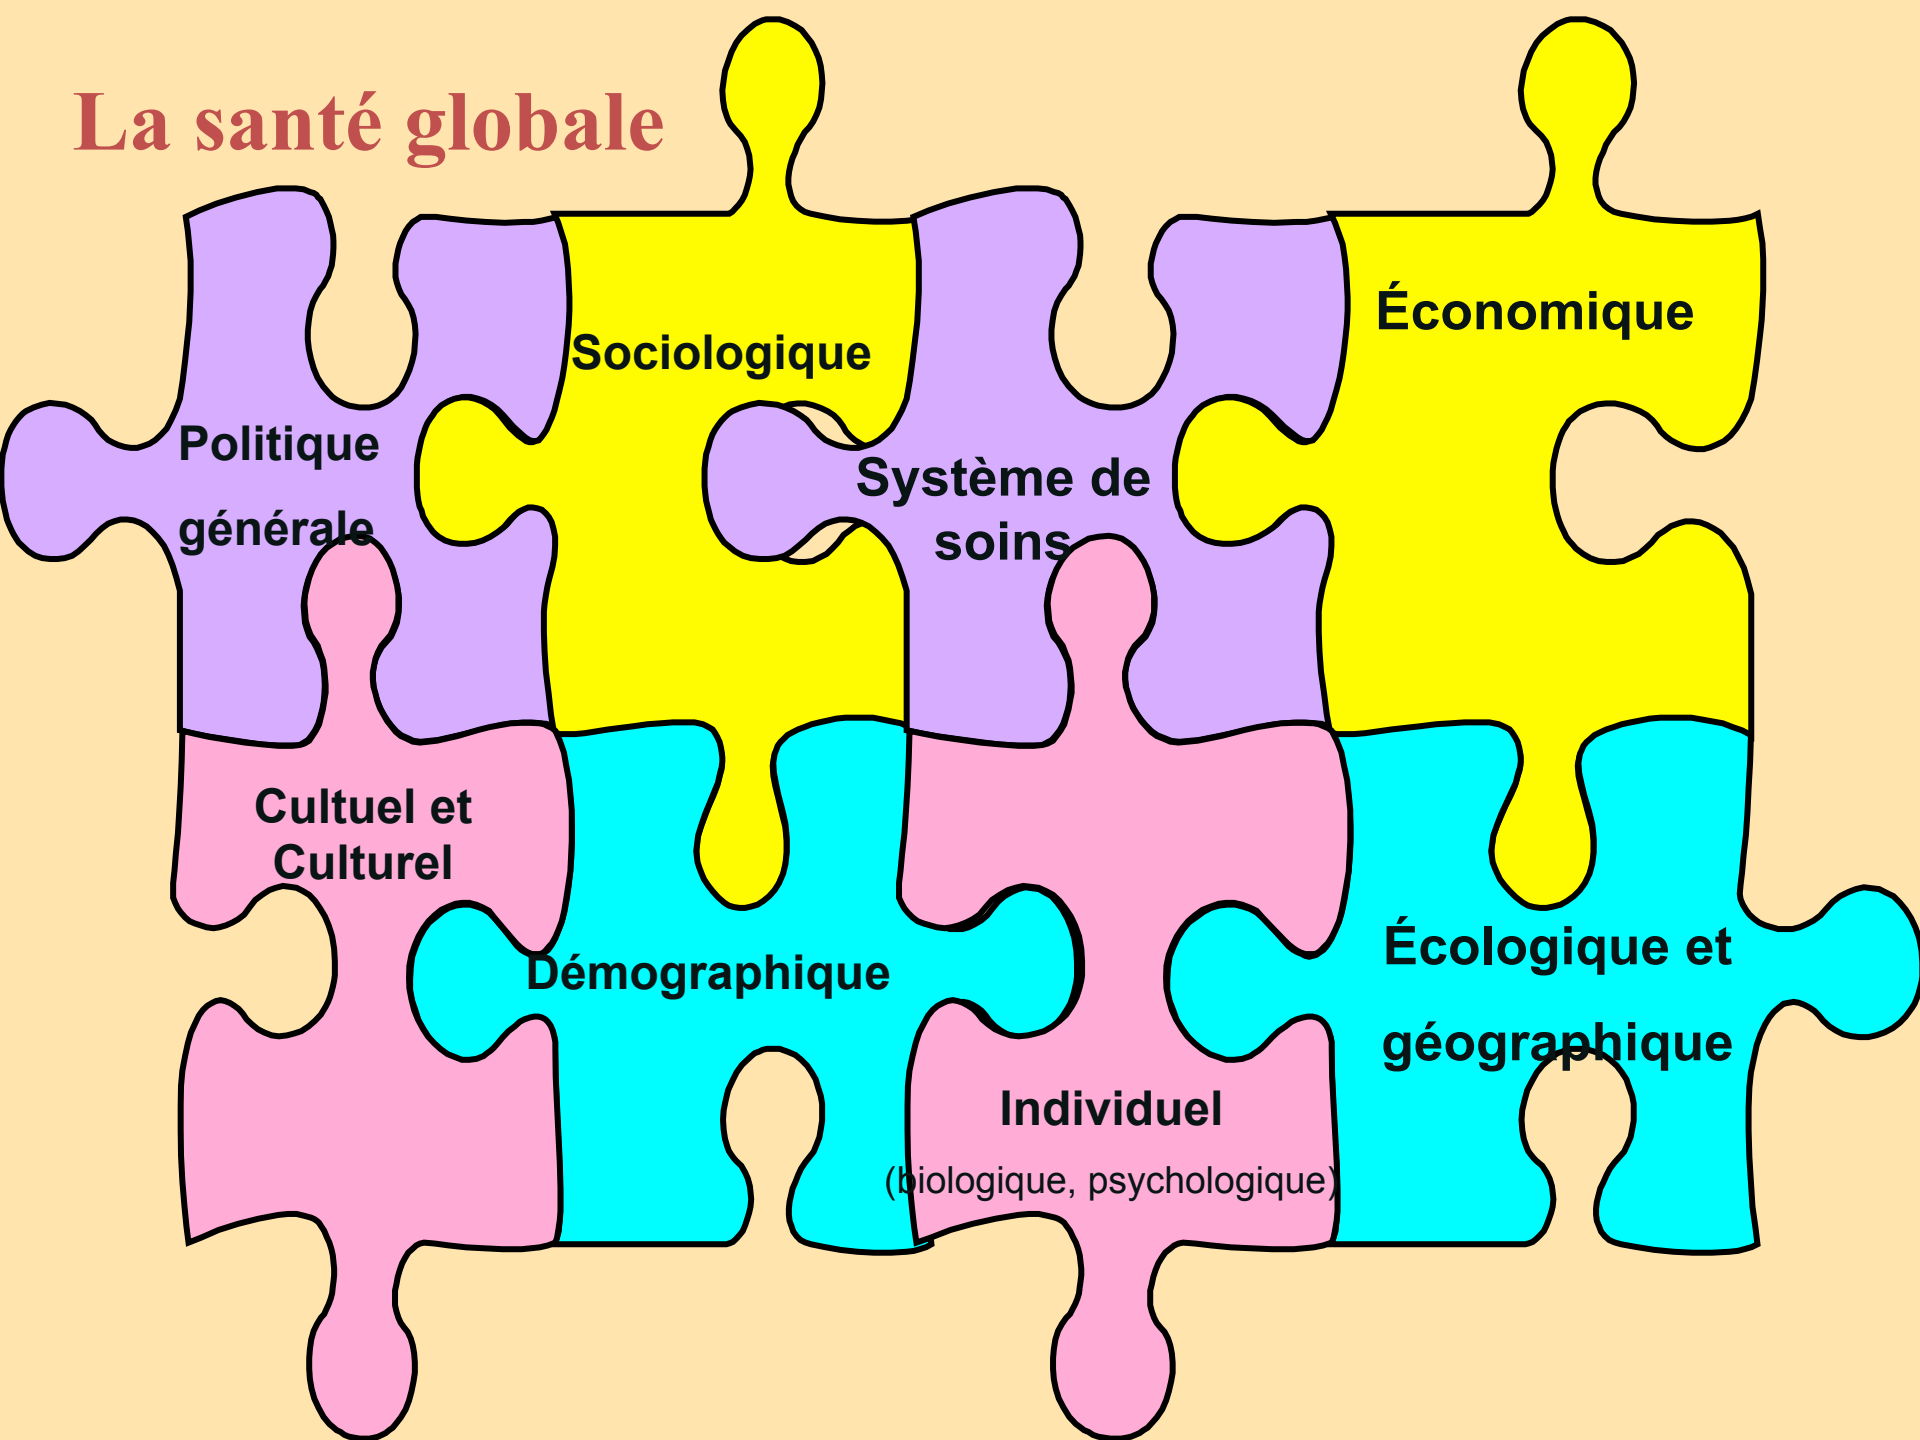 La santé globale
Politique
générale
Sociologique
Système de
soins
Économique
Cultuel et
Culturel
Démographique
Individuel
(biologique, psychologique)
Écologique et
géographique